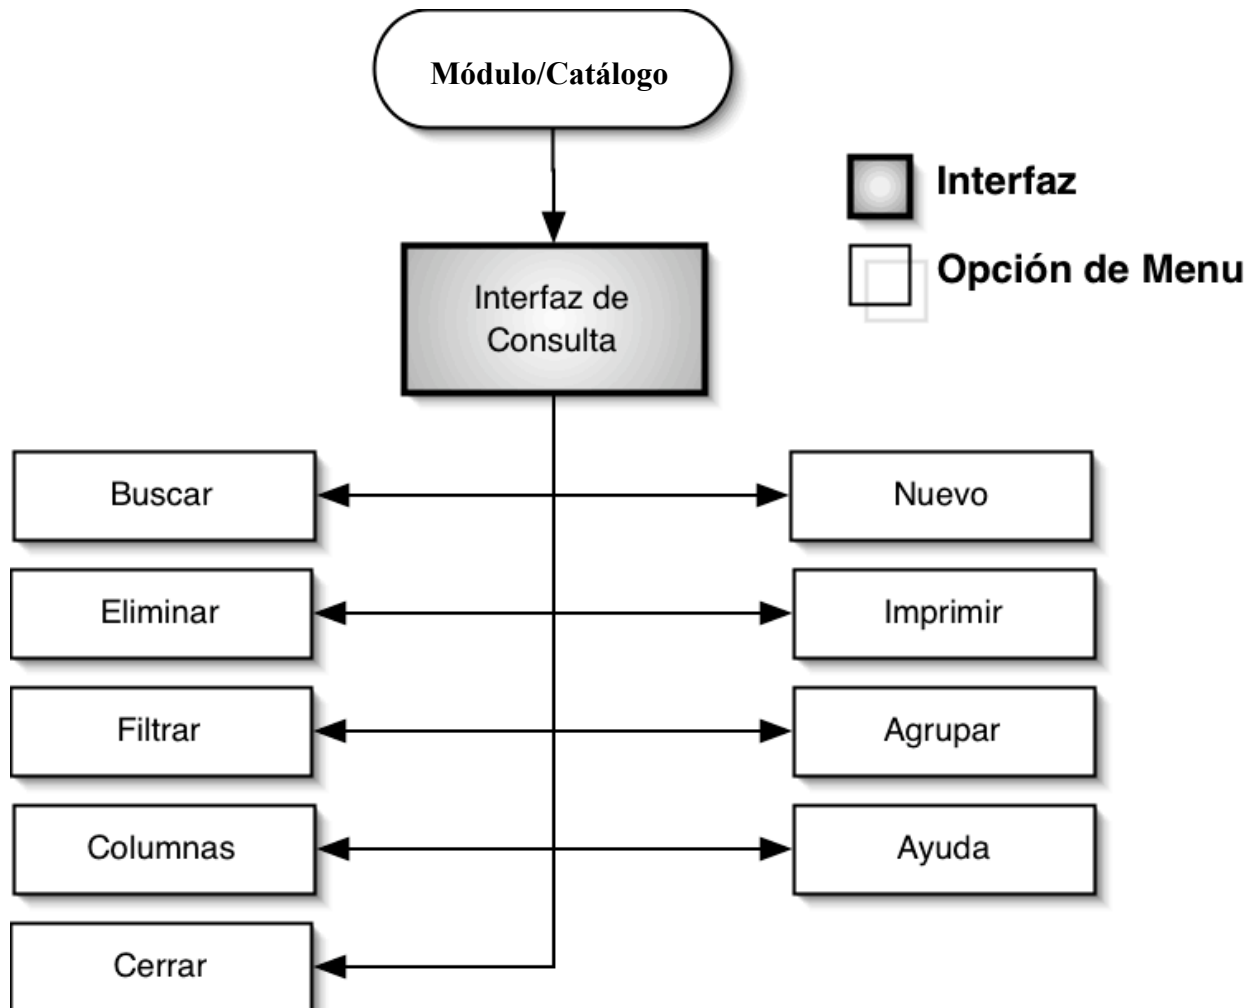 Módulo/Catálogo
Interfaz
Opción de Menu
Interfaz de
Consulta
Buscar
Nuevo
Eliminar
Imprimir
Filtrar
Agrupar
Columnas
Ayuda
Cerrar